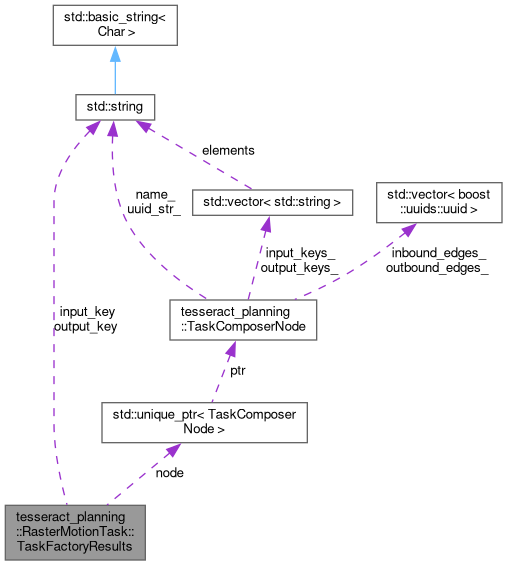 std::basic_string<
Char >
std::string
elements
name_
uuid_str_
std::vector< std::string >
std::vector< boost
::uuids::uuid >
input_keys_
output_keys_
inbound_edges_
outbound_edges_
input_key
output_key
tesseract_planning
::TaskComposerNode
ptr
std::unique_ptr< TaskComposer
Node >
node
tesseract_planning
::RasterMotionTask::
TaskFactoryResults